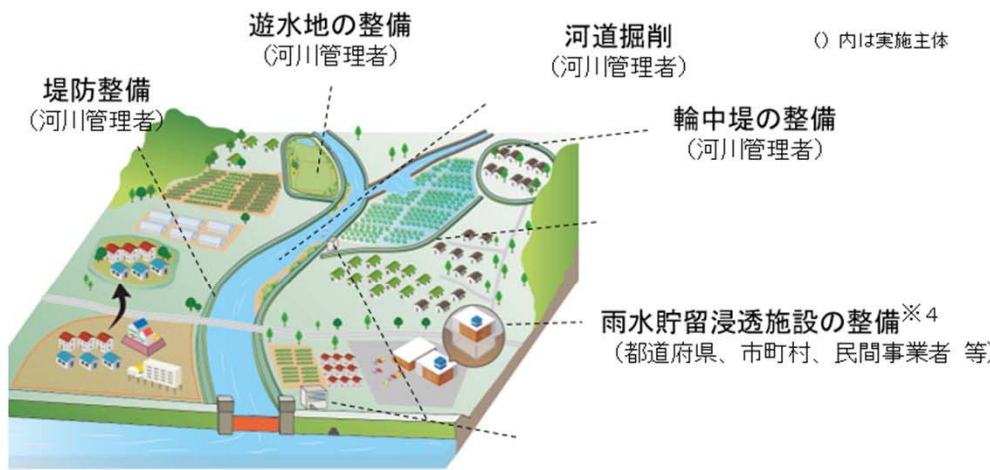 遊水地の整備
(河川管理者)
河道掘削
(河川管理者)
() 内は実施主体
堤防整備
(河川管理者)
輪中堤の整備
(河川管理者)
雨水貯留浸透施設の整備※4
(都道府県、市町村、民間事業者 等)